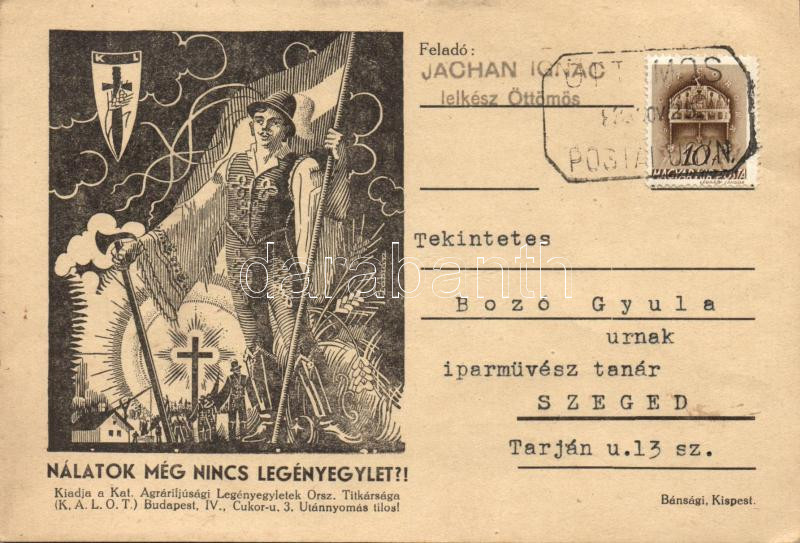 K L
NÁLATOK MÉG NINCS LEGÉNYEGYLET?!
Kiadja a Kat. Agrárifjúsági Legényegyletek Orsz. Titkársága
(K. A. L. O. T.) Budapest, IV., Cukor-u. 3. Utánnyomás tilos!
Feladó:
JACHAN IGNÁC
lelkész Öttömös
POSTAI
10 f.
MAGYAR KIR. POSTA
Tekintetes
Bozó Gyula
urnak
iparmüvész tanár
SZEGED
Tarján u.13 sz.
Bánsági, Kispest.
darabanth